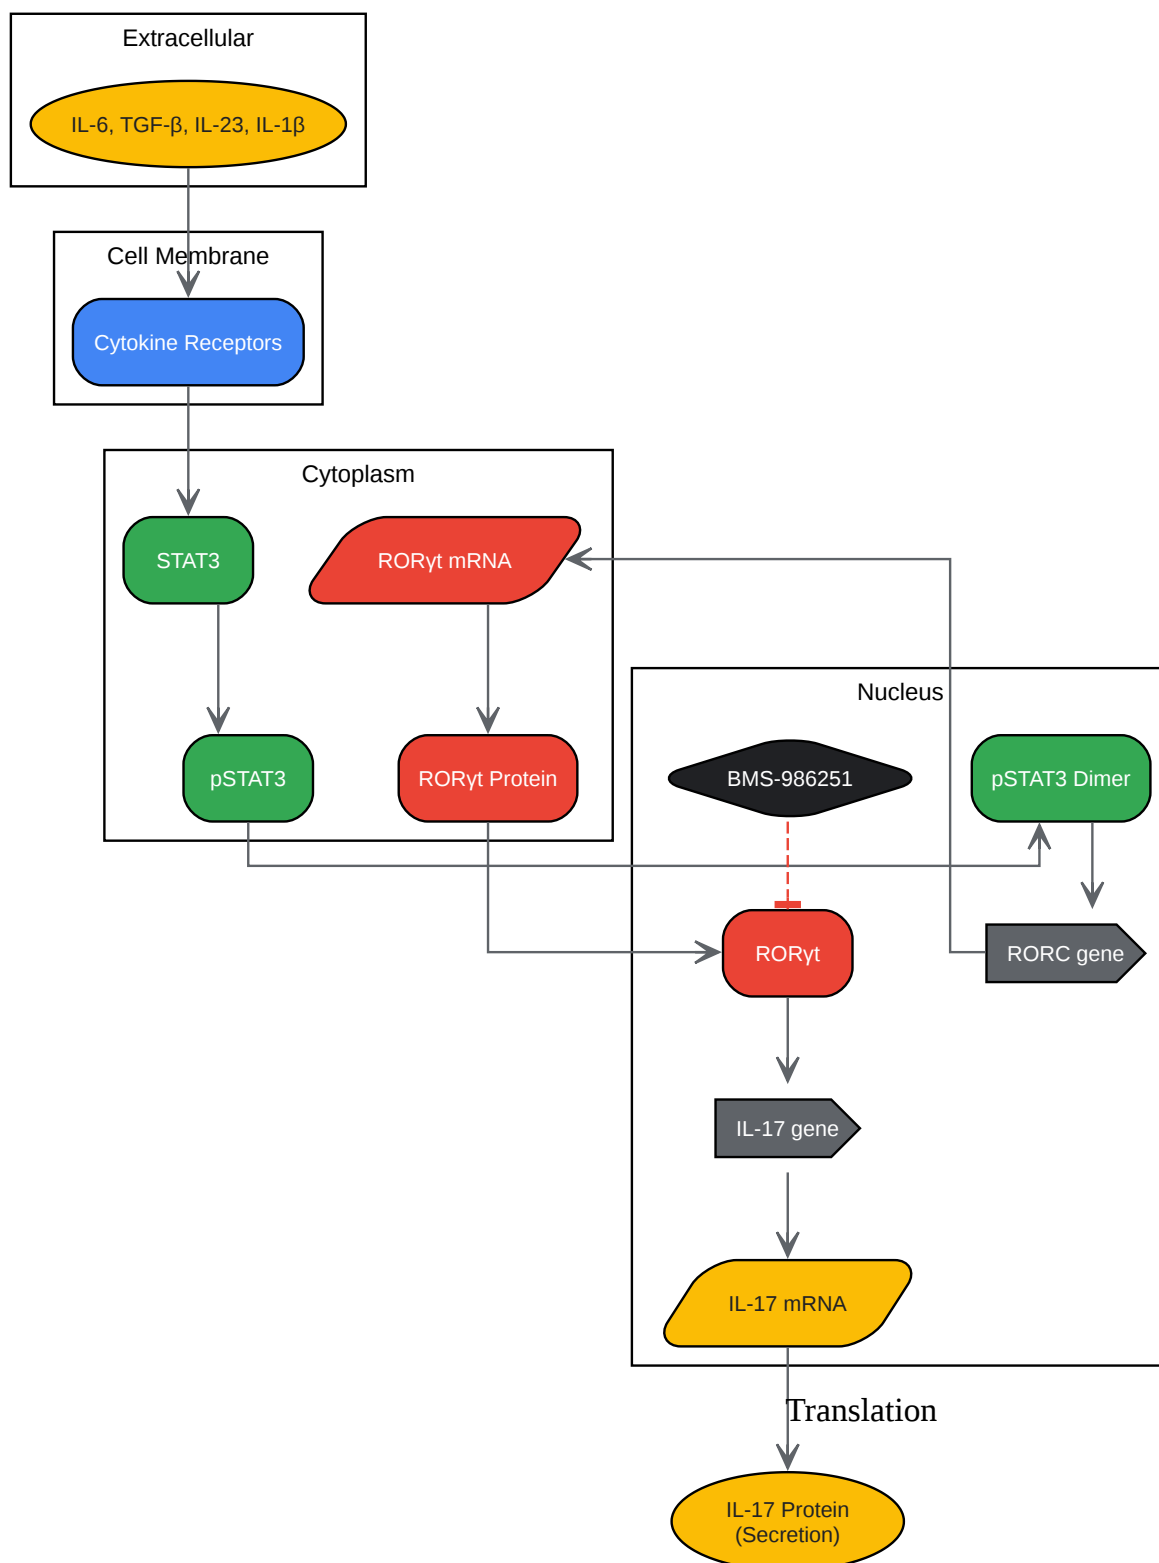 Extracellular
IL-6, TGF-β, IL-23, IL-1β
Cell Membrane
Cytokine Receptors
Cytoplasm
STAT3
RORγt mRNA
Nucleus
pSTAT3
RORγt Protein
BMS-986251
pSTAT3 Dimer
RORγt
RORC gene
IL-17 gene
IL-17 mRNA
Translation
IL-17 Protein
(Secretion)